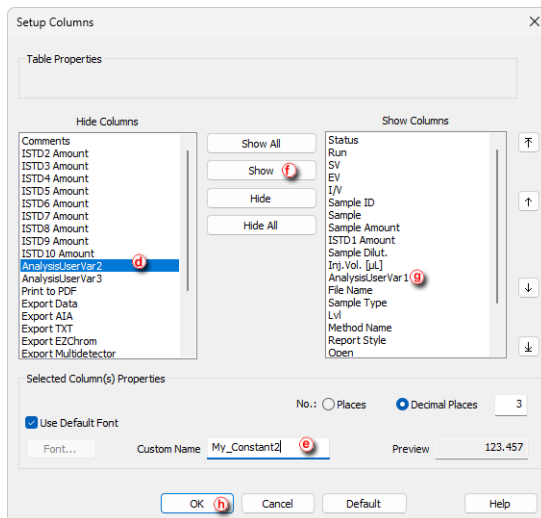 Setup Columns
Table Properties
Hide Columns
Comments
ISTD2 Amount
ISTD3 Amount
ISTD4 Amount
ISTD5 Amount
ISTD6 Amount
ISTD7 Amount
ISTD8 Amount
ISTD9 Amount
ISTD10 Amount
AnalysisUserVar2 d
AnalysisUserVar3
Print to PDF
Export Data
Export AIA
Export TXT
Export EZChrom
Export Multidetector
Show All
Show f
Hide
Hide All
Show Columns
Status
Run
SV
EV
I/V
Sample ID
Sample
Sample Amount
ISTD1 Amount
Sample Dilut.
Inj.Vol. [µL]
AnalysisUserVar1 g
File Name
Sample Type
Lvl
Method Name
Report Style
Open
Selected Column(s) Properties
No.: Places Decimal Places 3
Use Default Font
Font... Custom Name My_Constant2 e Preview 123.457
OK h Cancel Default Help